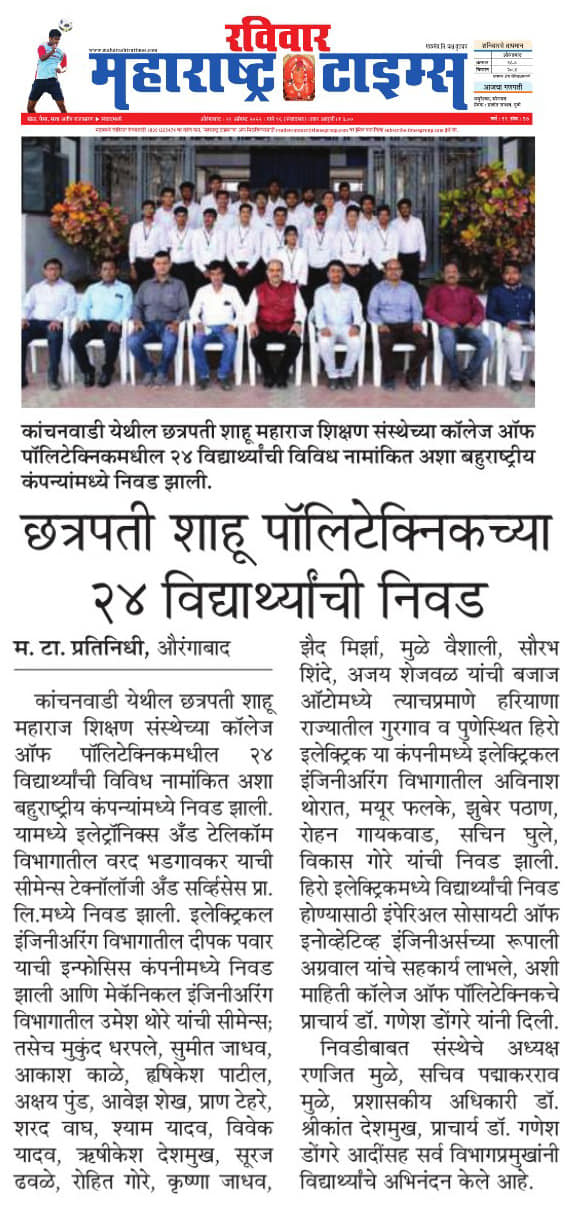 रविवार
www.maharashtratimes.com
महाराष्ट्र टाइम्स
कांचनवाडी येथील छत्रपती शाहू महाराज शिक्षण संस्थेच्या कॉलेज ऑफ
पॉलिटेक्निकमधील २४ विद्यार्थ्यांची विविध नामांकित अशा बहुराष्ट्रीय
कंपन्यांमध्ये निवड झाली.
छत्रपती शाहू पॉलिटेक्निकच्या
२४ विद्यार्थ्यांची निवड
म. टा. प्रतिनिधी, औरंगाबाद
कांचनवाडी येथील छत्रपती शाहू
महाराज शिक्षण संस्थेच्या कॉलेज
ऑफ पॉलिटेक्निकमधील २४
विद्यार्थ्यांची विविध नामांकित अशा
बहुराष्ट्रीय कंपन्यांमध्ये निवड झाली.
यामध्ये इलेट्रॉनिक्स अँड टेलिकॉम
विभागातील वरद भडगावकर याची
सीमेन्स टेक्नॉलॉजी अँड सर्व्हिसेस प्रा.
लि.मध्ये निवड झाली. इलेक्ट्रिकल
इंजिनीअरिंग विभागातील दीपक पवार
याची इन्फोसिस कंपनीमध्ये निवड
झाली आणि मेकॅनिकल इंजिनीअरिंग
विभागातील उमेश थोरे यांची सीमेन्स;
तसेच मुकुंद धरपले, सुमीत जाधव,
आकाश काळे, हृषिकेश पाटील,
अक्षय पुंड, आवेझ शेख, प्राण टेहरे,
शरद वाघ, श्याम यादव, विवेक
यादव, ऋषीकेश देशमुख, सूरज
ढवळे, रोहित गोरे, कृष्णा जाधव,
झैद मिर्झा, मुळे वैशाली, सौरभ
शिंदे, अजय शेजवळ यांची बजाज
ऑटोमध्ये त्याचप्रमाणे हरियाणा
राज्यातील गुरगाव व पुणेस्थित हिरो
इलेक्ट्रिक या कंपनीमध्ये इलेक्ट्रिकल
इंजिनीअरिंग विभागातील अविनाश
थोरात, मयूर फलके, झुबेर पठाण,
रोहन गायकवाड, सचिन घुले,
विकास गोरे यांची निवड झाली.
हिरो इलेक्ट्रिकमध्ये विद्यार्थ्यांची निवड
होण्यासाठी इंपेरिअल सोसायटी ऑफ
इनोव्हेटिव्ह इंजिनीअर्सच्या रूपाली
अग्रवाल यांचे सहकार्य लाभले, अशी
माहिती कॉलेज ऑफ पॉलिटेक्निकचे
प्राचार्य डॉ. गणेश डोंगरे यांनी दिली.
निवडीबाबत संस्थेचे अध्यक्ष
रणजित मुळे, सचिव पद्माकरराव
मुळे, प्रशासकीय अधिकारी डॉ.
श्रीकांत देशमुख, प्राचार्य डॉ. गणेश
डोंगरे आदींसह सर्व विभागप्रमुखांनी
विद्यार्थ्यांचे अभिनंदन केले आहे.